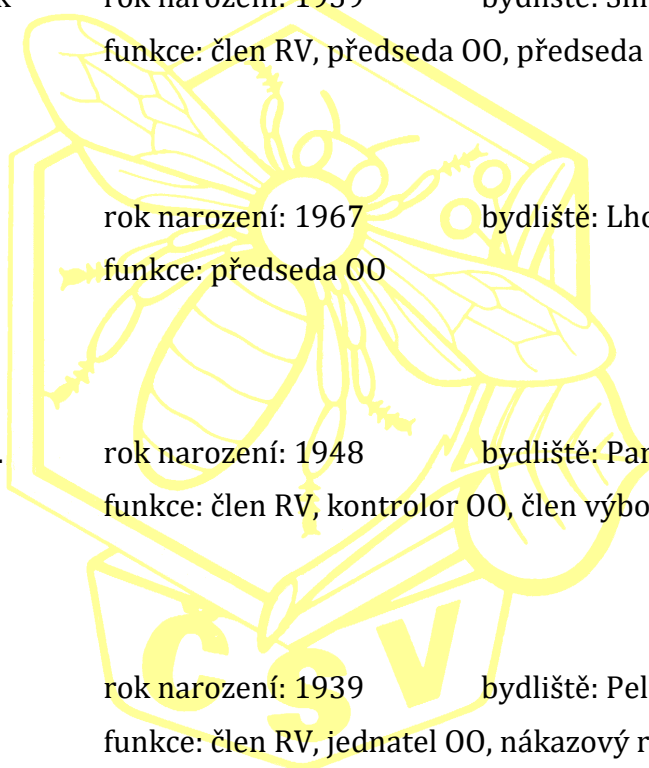 rok narození: 1939
funkce: člen RV, předseda OO, předseda
rok narození: 1967 bydliště: Lho
funkce: předseda OO
rok narození: 1948 bydliště: Pan
funkce: člen RV, kontrolor OO, člen výbo
rok narození: 1939 bydliště: Pel
funkce: člen RV, jednatel OO, nákazový r
ČSV